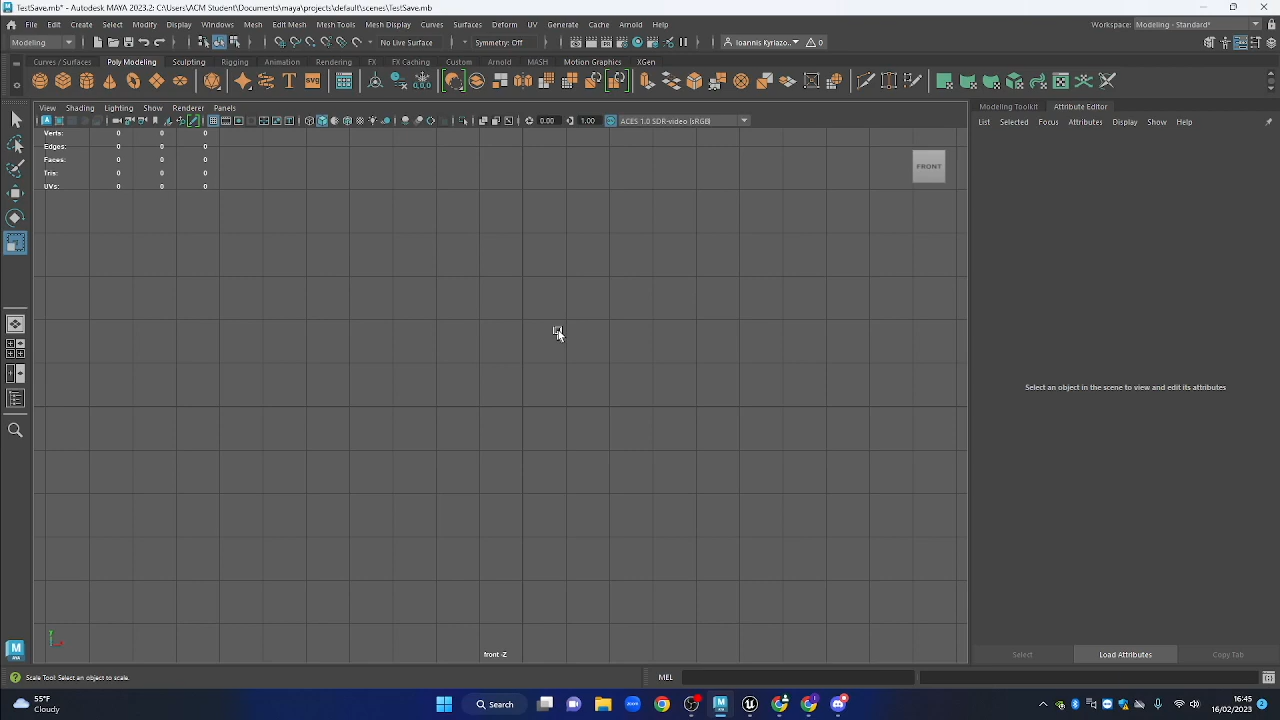 TestSave.mb* - Autodesk MAYA 2023.2: C:\Users\ACM Student\Documents\maya\projects\default\scenes\TestSave.mb
File Edit Create Select Modify Display Windows Mesh Edit Mesh Mesh Tools Mesh Display Curves Surfaces Deform UV Generate Cache Arnold Help
Workspace: Modeling - Standard*
Modeling
No Live Surface
Symmetry: Off
Ioannis Kyriazo...
0
Curves / Surfaces Poly Modeling Sculpting Rigging Animation Rendering FX FX Caching Custom Arnold MASH Motion Graphics XGen
SVG
View Shading Lighting Show Renderer Panels
Modeling Toolkit Attribute Editor
0.00 1.00 ACES 1.0 SDR-video (sRGB)
List Selected Focus Attributes Display Show Help
Verts: 0 0 0
Edges: 0 0 0
Faces: 0 0 0
Tris: 0 0 0
UVs: 0 0 0
FRONT
Select an object in the scene to view and edit its attributes
front -Z
Select Load Attributes Copy Tab
Scale Tool: Select an object to scale.
MEL
55°F
Cloudy
Search
16:45
16/02/2023
2